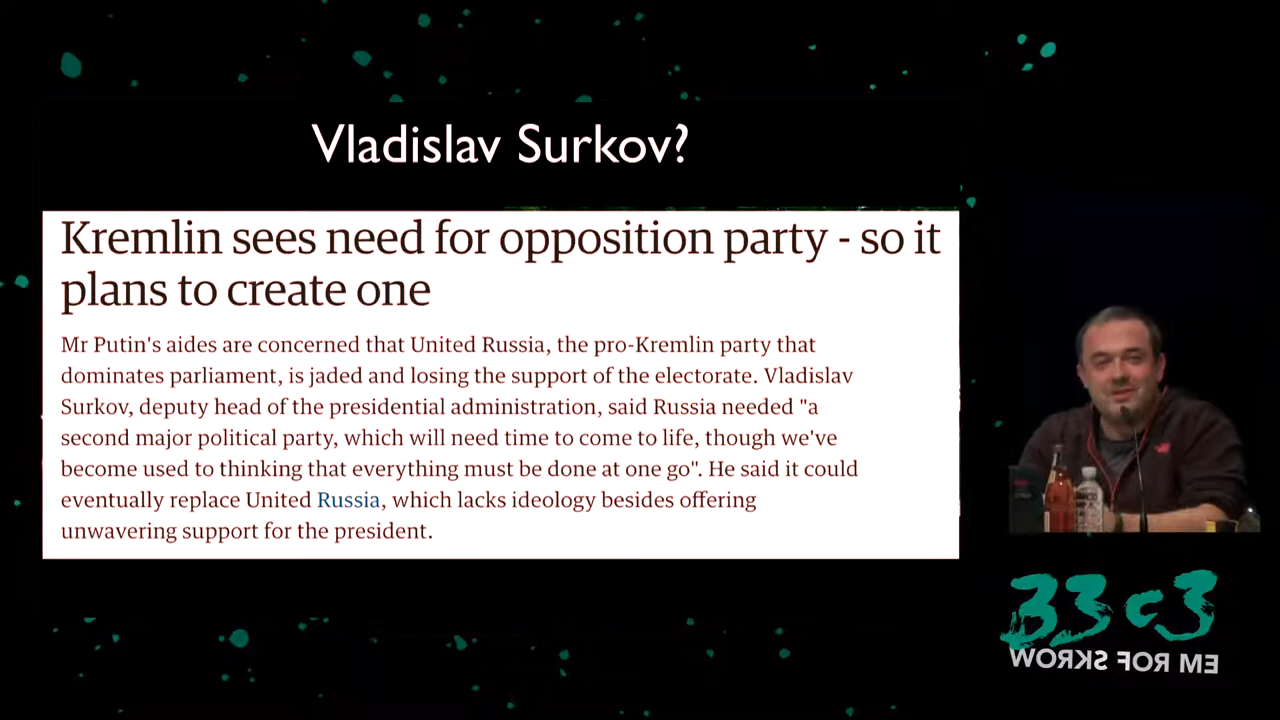 Vladislav Surkov?
Kremlin sees need for opposition party - so it
plans to create one
Mr Putin's aides are concerned that United Russia, the pro-Kremlin party that
dominates parliament, is jaded and losing the support of the electorate. Vladislav
Surkov, deputy head of the presidential administration, said Russia needed "a
second major political party, which will need time to come to life, though we've
become used to thinking that everything must be done at one go". He said it could
eventually replace United Russia, which lacks ideology besides offering
unwavering support for the president.
33c3
WORKS FOR ME